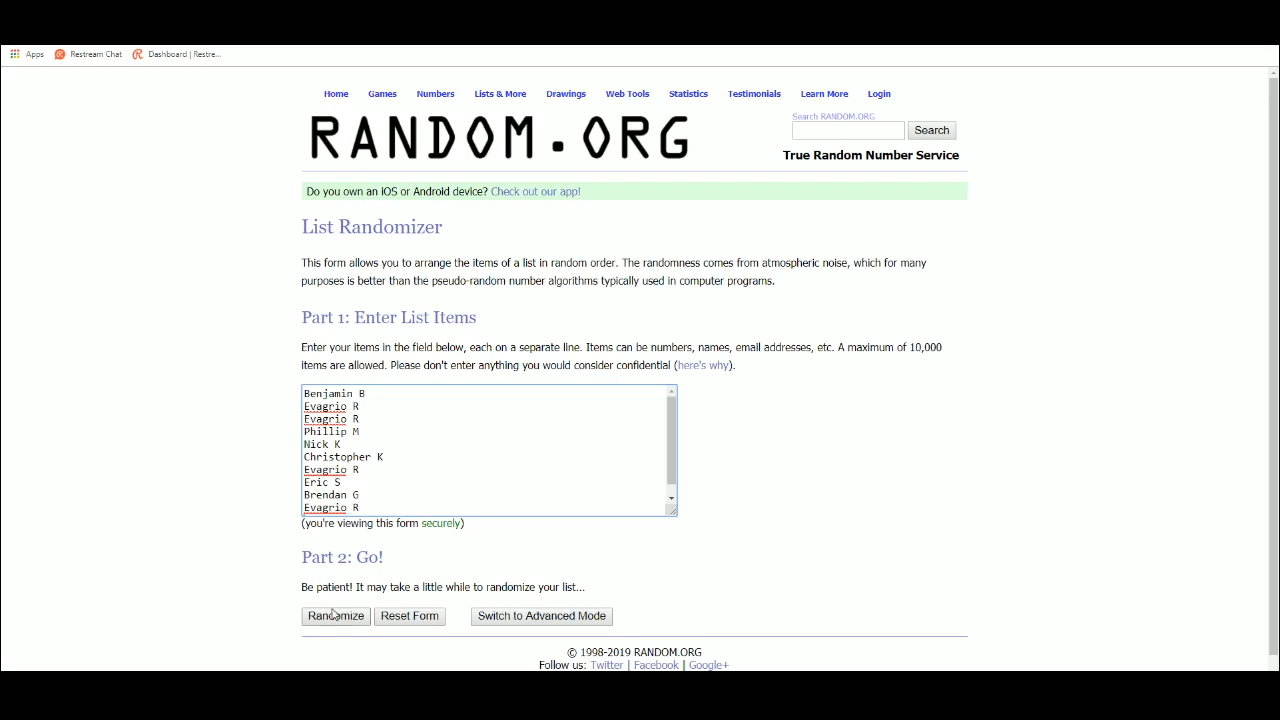 Apps Restream Chat Dashboard | Restre...
Home Games Numbers Lists & More Drawings Web Tools Statistics Testimonials Learn More Login
RANDOM.ORG
Search RANDOM.ORG
Search
True Random Number Service
Do you own an iOS or Android device? Check out our app!
List Randomizer
This form allows you to arrange the items of a list in random order. The randomness comes from atmospheric noise, which for many
purposes is better than the pseudo-random number algorithms typically used in computer programs.
Part 1: Enter List Items
Enter your items in the field below, each on a separate line. Items can be numbers, names, email addresses, etc. A maximum of 10,000
items are allowed. Please don't enter anything you would consider confidential (here's why).
Benjamin B
Evagrio R
Evagrio R
Phillip M
Nick K
Christopher K
Evagrio R
Eric S
Brendan G
Evagrio R
(you're viewing this form securely)
Part 2: Go!
Be patient! It may take a little while to randomize your list...
Randomize Reset Form Switch to Advanced Mode
© 1998-2019 RANDOM.ORG
Follow us: Twitter | Facebook | Google+